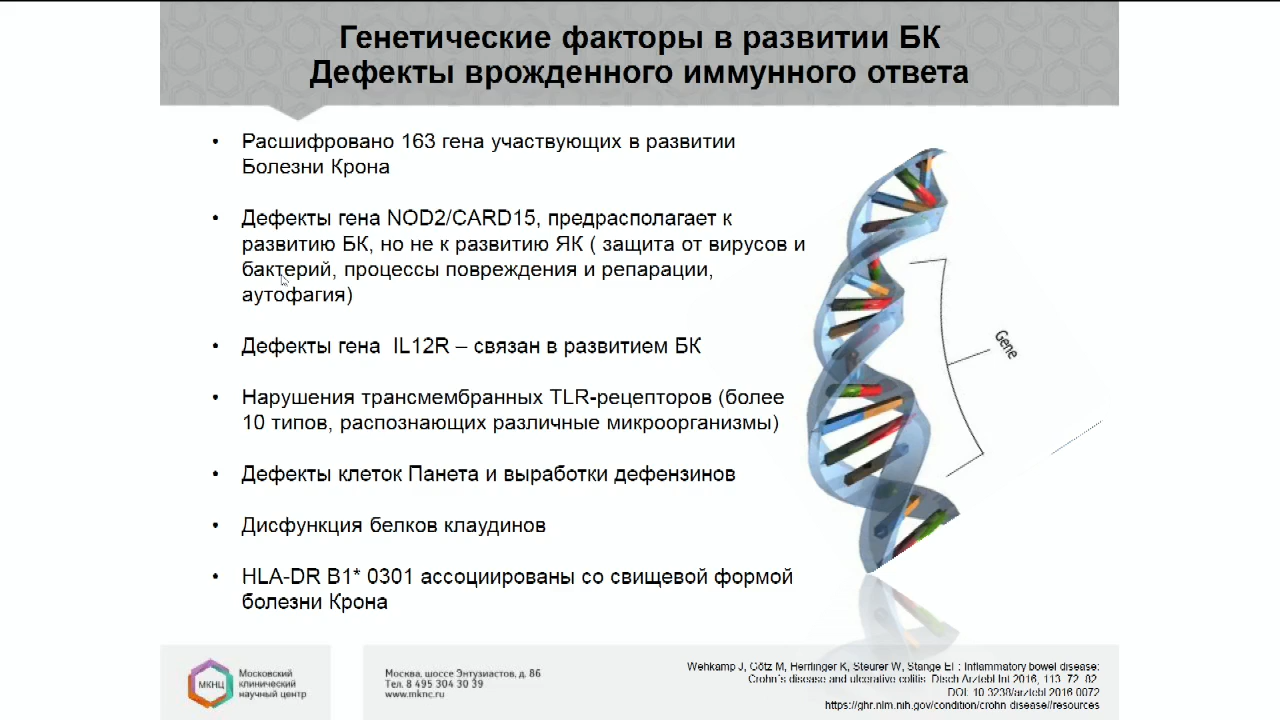 Генетические факторы в развитии БК
Дефекты врожденного иммунного ответа
• Расшифровано 163 гена участвующих в развитии
Болезни Крона
• Дефекты гена NOD2/CARD15, предрасполагает к
развитию БК, но не к развитию ЯК ( защита от вирусов и
бактерий, процессы повреждения и репарации,
аутофагия)
• Дефекты гена IL12R – связан в развитием БК
• Нарушения трансмембранных TLR-рецепторов (более
10 типов, распознающих различные микроорганизмы)
• Дефекты клеток Панета и выработки дефензинов
• Дисфункция белков клаудинов
• HLA-DR B1* 0301 ассоциированы со свищевой формой
болезни Крона
Gene
МКНЦ
Московский
клинический
научный центр
Москва, шоссе Энтузиастов, д. 86
Тел. 8 495 304 30 39
www.mknc.ru
Wehkamp J, Götz M, Herrlinger K, Steurer W, Stange EF: Inflammatory bowel disease:
Crohn´s disease and ulcerative colitis. Dtsch Arztebl Int 2016; 113: 72–82.
DOI: 10.3238/arztebl.2016.0072
https://ghr.nlm.nih.gov/condition/crohn-disease//resources